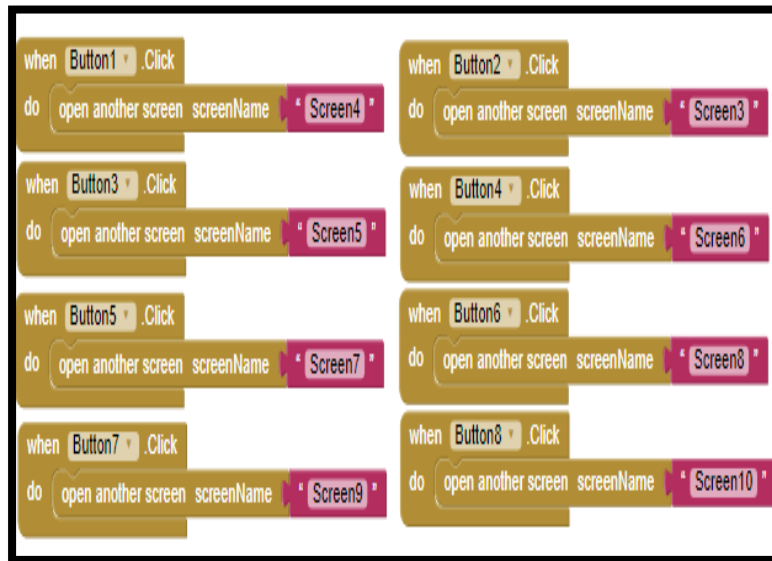 when Button1 .Click
do open another screen screenName " Screen4 "
when Button2 .Click
do open another screen screenName " Screen3 "
when Button3 .Click
do open another screen screenName " Screen5 "
when Button4 .Click
do open another screen screenName " Screen6 "
when Button5 .Click
do open another screen screenName " Screen7 "
when Button6 .Click
do open another screen screenName " Screen8 "
when Button7 .Click
do open another screen screenName " Screen9 "
when Button8 .Click
do open another screen screenName " Screen10 "